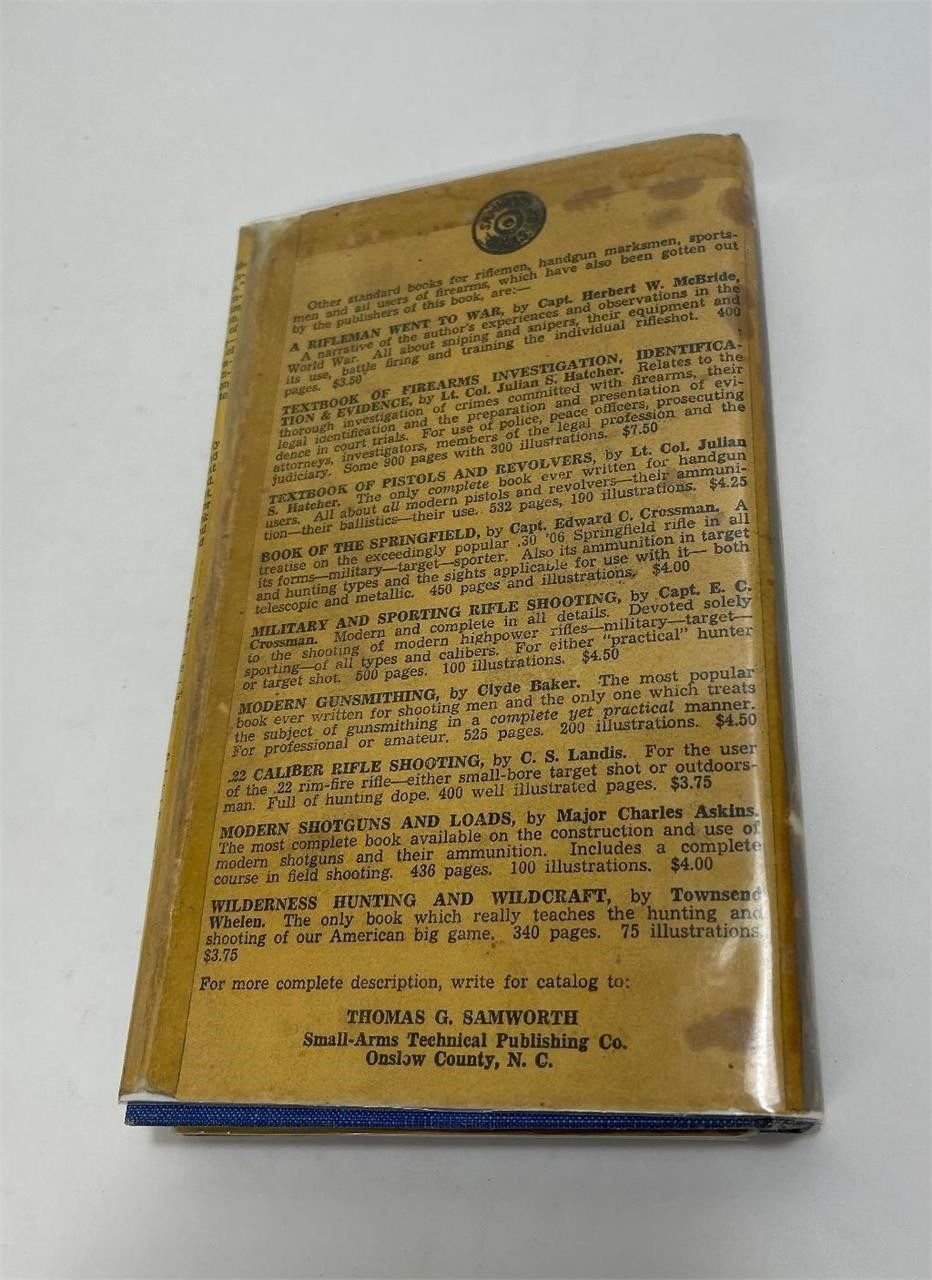 Other standard books for riflemen, handgun marksmen, sports-
men and all users of firearms, which have also been gotten out
by the publishers of this book, are:—
A RIFLEMAN WENT TO WAR, by Capt. Herbert W. McBride,
A narrative of the author's experiences and observations in the
World War. All about sniping and snipers, their equipment and
its use, battle firing and training the individual rifleshot. 400
pages. $3.50
TEXTBOOK OF FIREARMS INVESTIGATION, IDENTIFICA-
TION & EVIDENCE, by Lt. Col. Julian S. Hatcher. Relates to the
thorough investigation of crimes committed with firearms, their
legal identification and the preparation and presentation of evi-
dence in court trials. For use of police, peace officers, prosecuting
attorneys, investigators, members of the legal profession and the
judiciary. Some 900 pages with 300 illustrations. $7.50
TEXTBOOK OF PISTOLS AND REVOLVERS, by Lt. Col. Julian
S. Hatcher. The only complete book ever written for handgun
users. All about all modern pistols and revolvers—their ammuni-
tion—their ballistics—their use. 532 pages, 190 illustrations. $4.25
BOOK OF THE SPRINGFIELD, by Capt. Edward C. Crossman. A
treatise on the exceedingly popular .30 '06 Springfield rifle in all
its forms—military—target—sporter. Also its ammunition in target
and hunting types and the sights applicable for use with it— both
telescopic and metallic. 450 pages and illustrations. $4.00
MILITARY AND SPORTING RIFLE SHOOTING, by Capt. E. C.
Crossman. Modern and complete in all details. Devoted solely
to the shooting of modern highpower rifles—military—target—
sporting—of all types and calibers. For either "practical" hunter
or target shot. 500 pages. 100 illustrations. $4.50
MODERN GUNSMITHING, by Clyde Baker. The most popular
book ever written for shooting men and the only one which treats
the subject of gunsmithing in a complete yet practical manner.
For professional or amateur. 525 pages. 200 illustrations. $4.50
.22 CALIBER RIFLE SHOOTING, by C. S. Landis. For the user
of the .22 rim-fire rifle—either small-bore target shot or outdoors-
man. Full of hunting dope. 400 well illustrated pages. $3.75
MODERN SHOTGUNS AND LOADS, by Major Charles Askins.
The most complete book available on the construction and use of
modern shotguns and their ammunition. Includes a complete
course in field shooting. 436 pages. 100 illustrations. $4.00
WILDERNESS HUNTING AND WILDCRAFT, by Townsend
Whelen. The only book which really teaches the hunting and
shooting of our American big game. 340 pages. 75 illustrations.
$3.75
For more complete description, write for catalog to:
THOMAS G. SAMWORTH
Small-Arms Technical Publishing Co.
Onslow County, N. C.